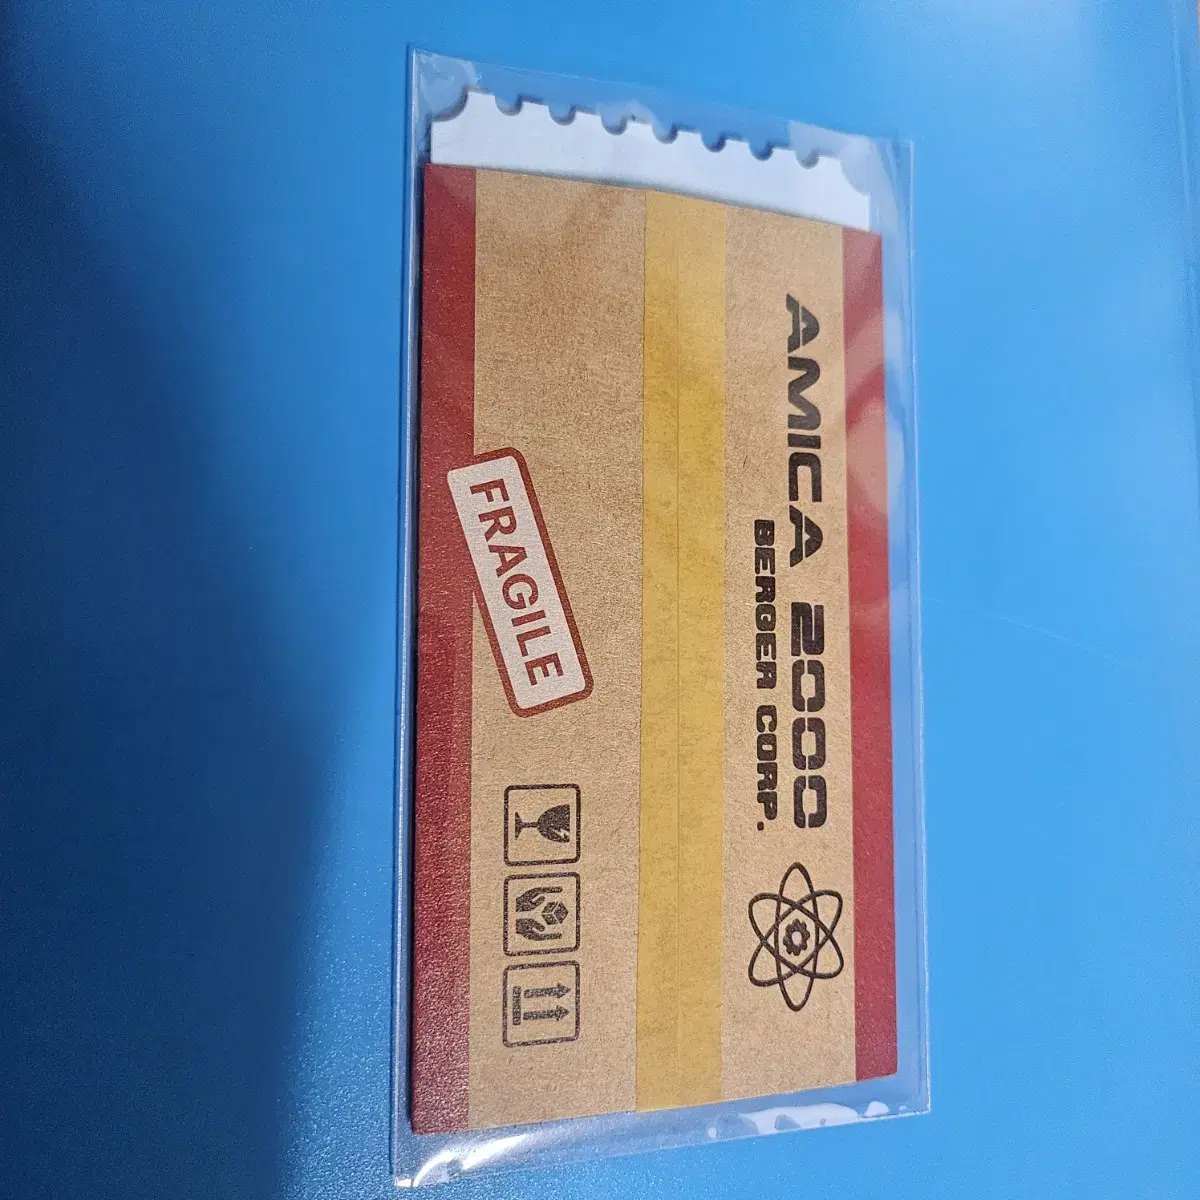 AMICA 2000
BERGER CORP.
FRAGILE